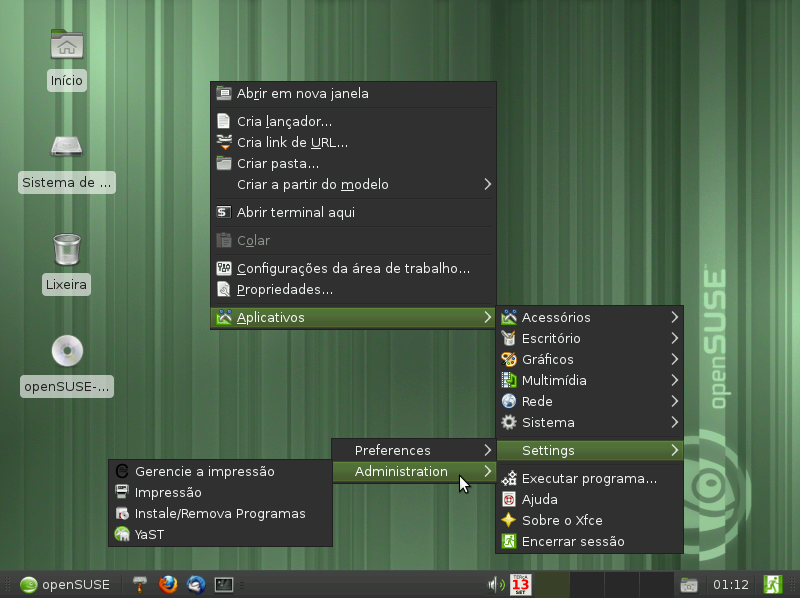 Início
Sistema de ...
Lixeira
openSUSE-...
Abrir em nova janela
Cria lançador...
Cria link de URL...
Criar pasta...
Criar a partir do modelo
Abrir terminal aqui
Colar
Configurações da área de trabalho...
Propriedades...
Aplicativos
Acessórios
Escritório
Gráficos
Multimídia
Rede
Sistema
Settings
Executar programa...
Ajuda
Sobre o Xfce
Encerrar sessão
Preferences
Administration
Gerencie a impressão
Impressão
Instale/Remova Programas
YaST
openSUSE™
openSUSE
TERÇA
13
SET
01:12